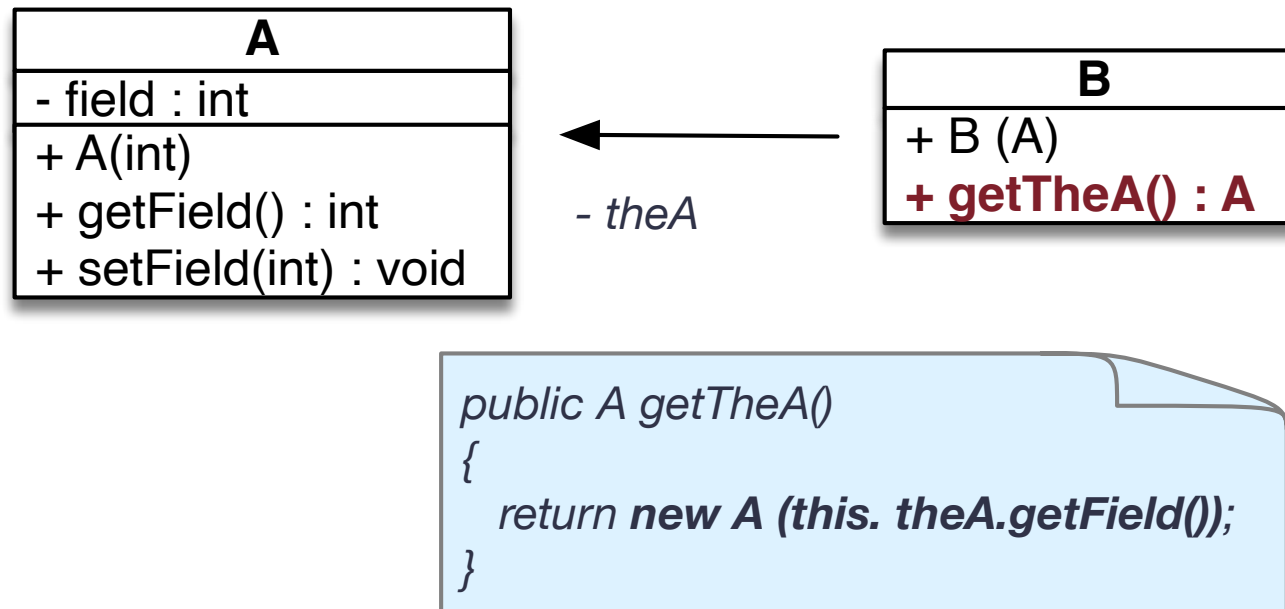 A
- field : int
+ A(int)
+ getField() : int
+ setField(int) : void
- theA
B
+ B (A)
+ getTheA() : A
public A getTheA()
{
return new A (this. theA.getField());
}